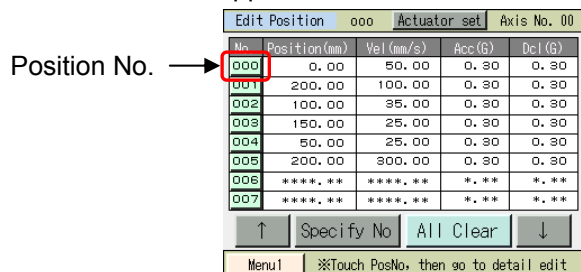 Edit Position 000 Actuator set Axis No. 00
No. Position(mm) Vel(mm/s) Acc(G) Dcl(G)
Position No.
000 0.00 50.00 0.30 0.30
001 200.00 100.00 0.30 0.30
002 100.00 35.00 0.30 0.30
003 150.00 25.00 0.30 0.30
004 50.00 25.00 0.30 0.30
005 200.00 300.00 0.30 0.30
006 ****.** ****.** *.** *.**
007 ****.** ****.** *.** *.**
↑ Specify No All Clear ↓
Menu1 ※Touch PosNo, then go to detail edit